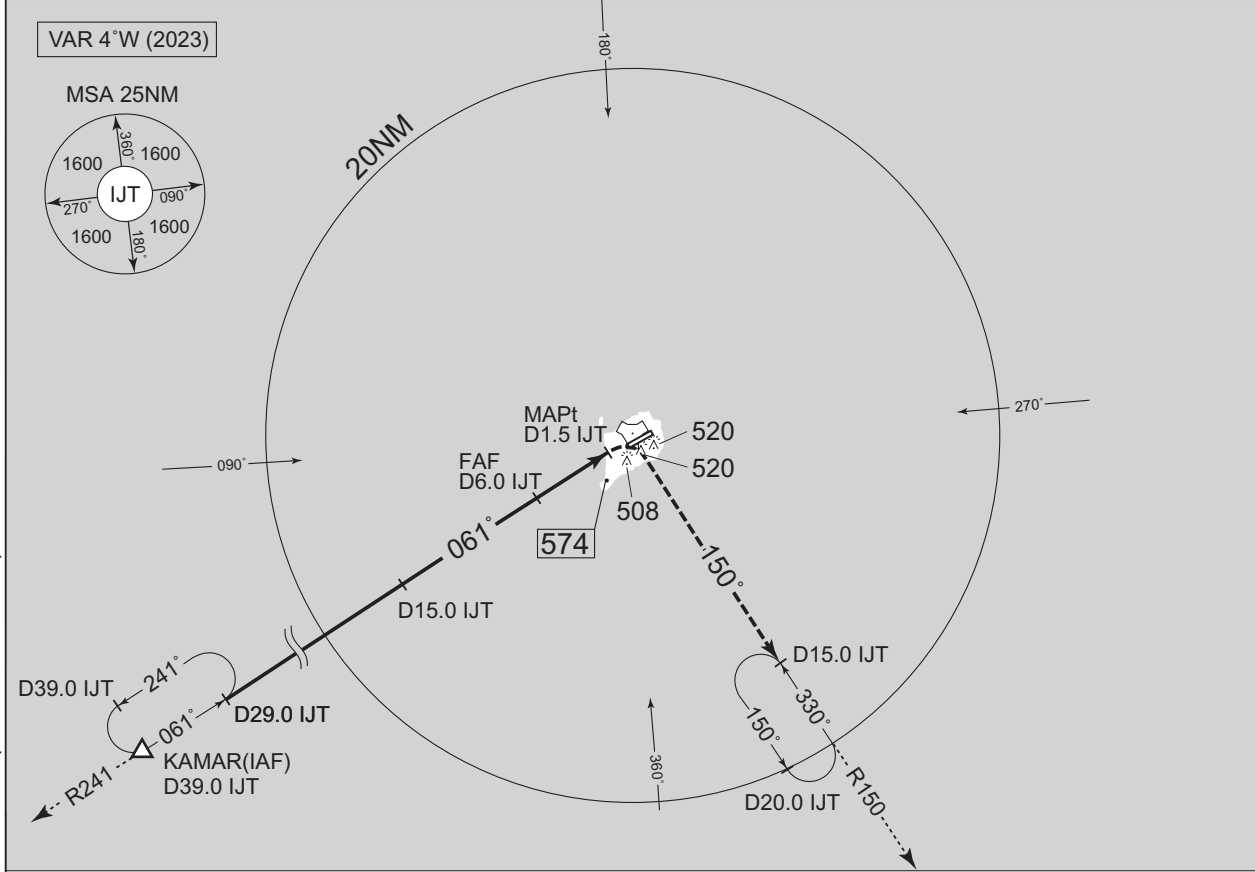 VAR 4˚W (2023)
MSA 25NM
360˚
1600
1600
IJT
270˚
090˚
1600
1600
180˚
180˚
20NM
270˚
090˚
MAPt
D1.5 IJT
520
520
FAF
D6.0 IJT
508
574
061˚
150˚
D15.0 IJT
D15.0 IJT
D39.0 IJT
241˚
061˚
D29.0 IJT
330˚
150˚
KAMAR(IAF)
D39.0 IJT
R241
360˚
D20.0 IJT
R150